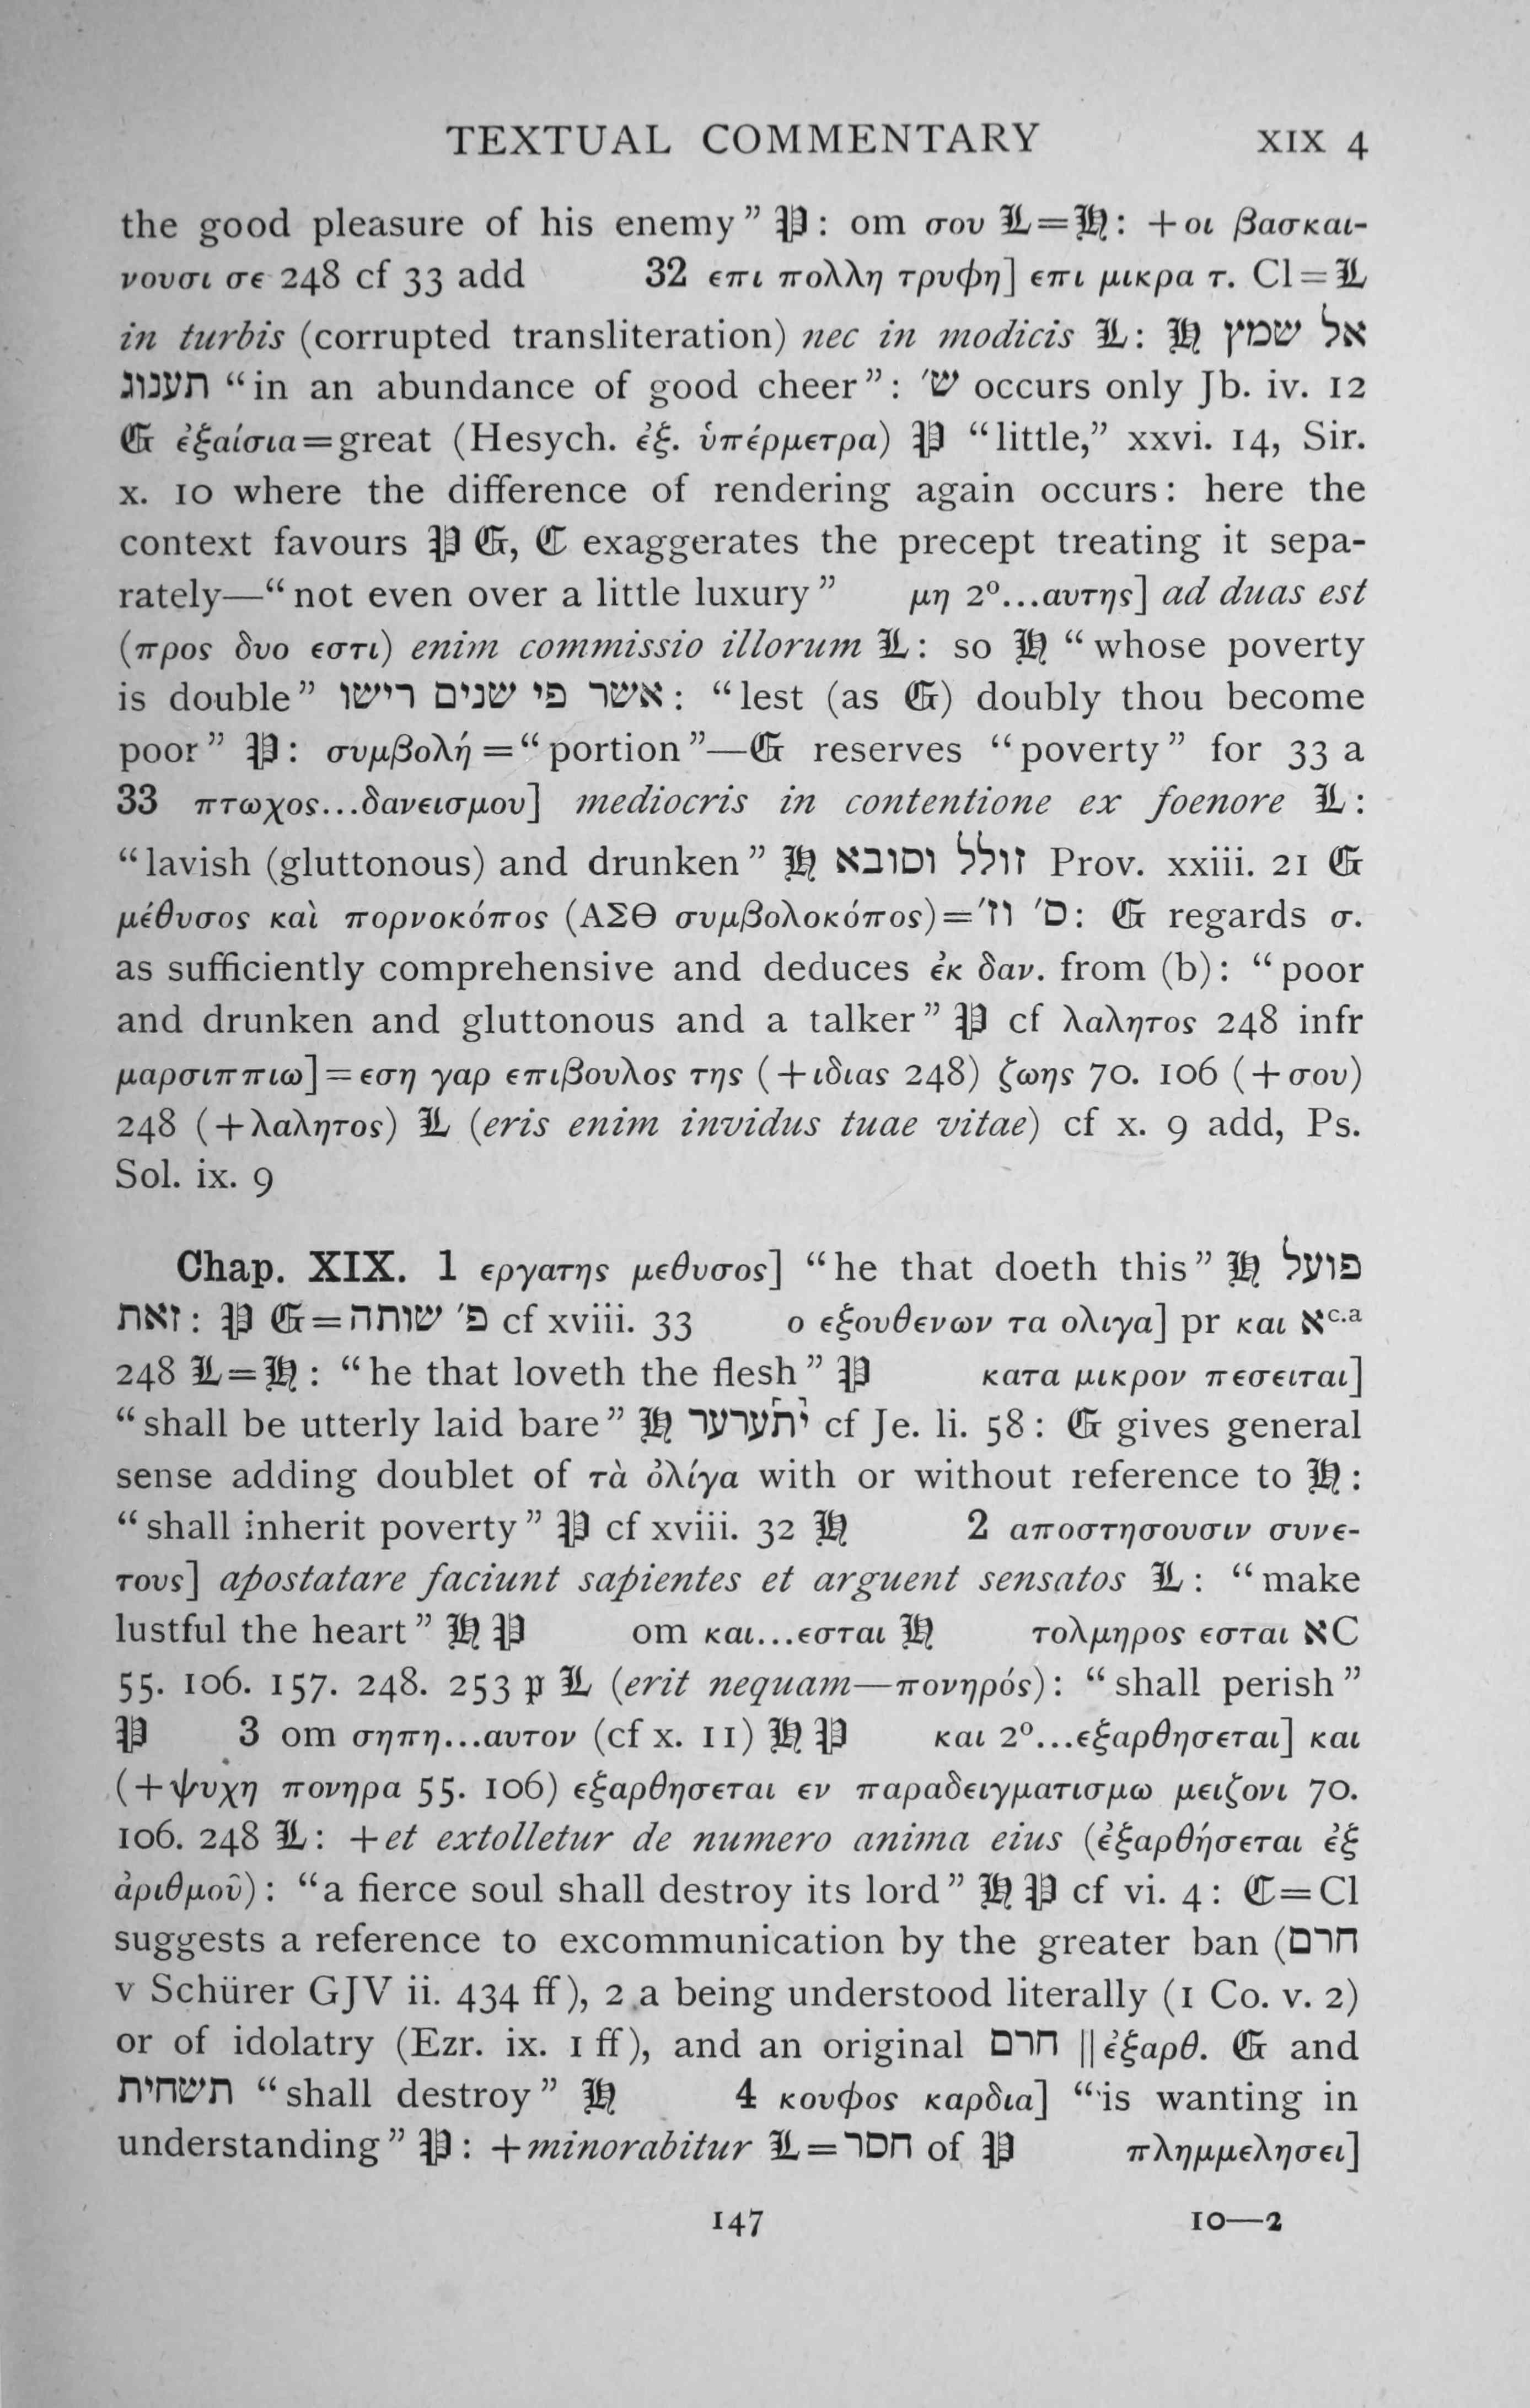 TEXTUAL COMMENTARY XIX 4
the good pleasure of his enemy” 𝔓: om σου 𝕷=𝕳: +οι βασκαι-
νουσι σε 248 cf 33 add 32 επι πολλη τρυφη] επι μικρα τ. Cl=𝕷
in turbis (corrupted transliteration) nec in modicis 𝕷: 𝕳 אל שמץ
תענוג “in an abundance of good cheer”: ש׳ occurs only Jb. iv. 12
𝕲 ἐξαίσια=great (Hesych. ἐξ. ὑπέρμετρα) 𝔓 “little,” xxvi. 14, Sir.
x. 10 where the difference of rendering again occurs: here the
context favours 𝔓 𝕲, 𝕮 exaggerates the precept treating it sepa-
rately—“not even over a little luxury” μη 2⁰...αυτης] ad duas est
(προς δυο εστι) enim commissio illorum 𝕷: so 𝕳 “whose poverty
is double” אשר פי שנים רישו: “lest (as 𝕲) doubly thou become
poor” 𝔓: συμβολή=“portion”—𝕲 reserves “poverty” for 33 a
33 πτωχος...δανεισμου] mediocris in contentione ex foenore 𝕷:
“lavish (gluttonous) and drunken” 𝕳 זולל וסובא Prov. xxiii. 21 𝕲
μέθυσος καὶ πορνοκόπος (ΑΣΘ συμβολοκόπος)=ס׳ וז׳: 𝕲 regards σ.
as sufficiently comprehensive and deduces ἐκ δαν. from (b): “poor
and drunken and gluttonous and a talker” 𝔓 cf λαλητος 248 infr
μαρσιππιω]=εση γαρ επιβουλος της (+ιδιας 248) ζωης 70. 106 (+σου)
248 (+λαλητος) 𝕷 (eris enim invidus tuae vitae) cf x. 9 add, Ps.
Sol. ix. 9
Chap. XIX. 1 εργατης μεθυσος] “he that doeth this” 𝕳 פועל
זאת: 𝔓 𝕲=פ׳ שותה cf xviii. 33 ο εξουθενων τα ολιγα] pr και אc.a
248 𝕷=𝕳: “he that loveth the flesh” 𝔓 κατα μικρον πεσειται]
“shall be utterly laid bare” 𝕳 יתערער cf Je. li. 58: 𝕲 gives general
sense adding doublet of τὰ ὀλίγα with or without reference to 𝕳:
“shall inherit poverty” 𝔓 cf xviii. 32 𝕳 2 αποστησουσιν συνε-
τους] apostatare faciunt sapientes et arguent sensatos 𝕷: “make
lustful the heart” 𝕳 𝔓 om και...εσται 𝕳 τολμηρος εσται אC
55. 106. 157. 248. 253 𝔭 𝕷 (erit nequam—πονηρός): “shall perish”
𝔓 3 om σηπη...αυτον (cf x. 11) 𝕳 𝔓 και 2⁰...εξαρθησεται] και
(+ψυχη πονηρα 55. 106) εξαρθησεται εν παραδειγματισμω μειζονι 70.
106. 248 𝕷: +et extolletur de numero anima eius (ἐξαρθήσεται ἐξ
ἀριθμοῦ): “a fierce soul shall destroy its lord” 𝕳 𝔓 cf vi. 4: 𝕮=Cl
suggests a reference to excommunication by the greater ban (חרם
v Schürer GJV ii. 434 ff), 2 a being understood literally (1 Co. v. 2)
or of idolatry (Ezr. ix. 1 ff), and an original חרם ||ἐξαρθ. 𝕲 and
תשחית “shall destroy” 𝕳 4 κουφος καρδια] “is wanting in
understanding” 𝔓: +minorabitur 𝕷=חסר of 𝔓 πλημμελησει]
147 10—2